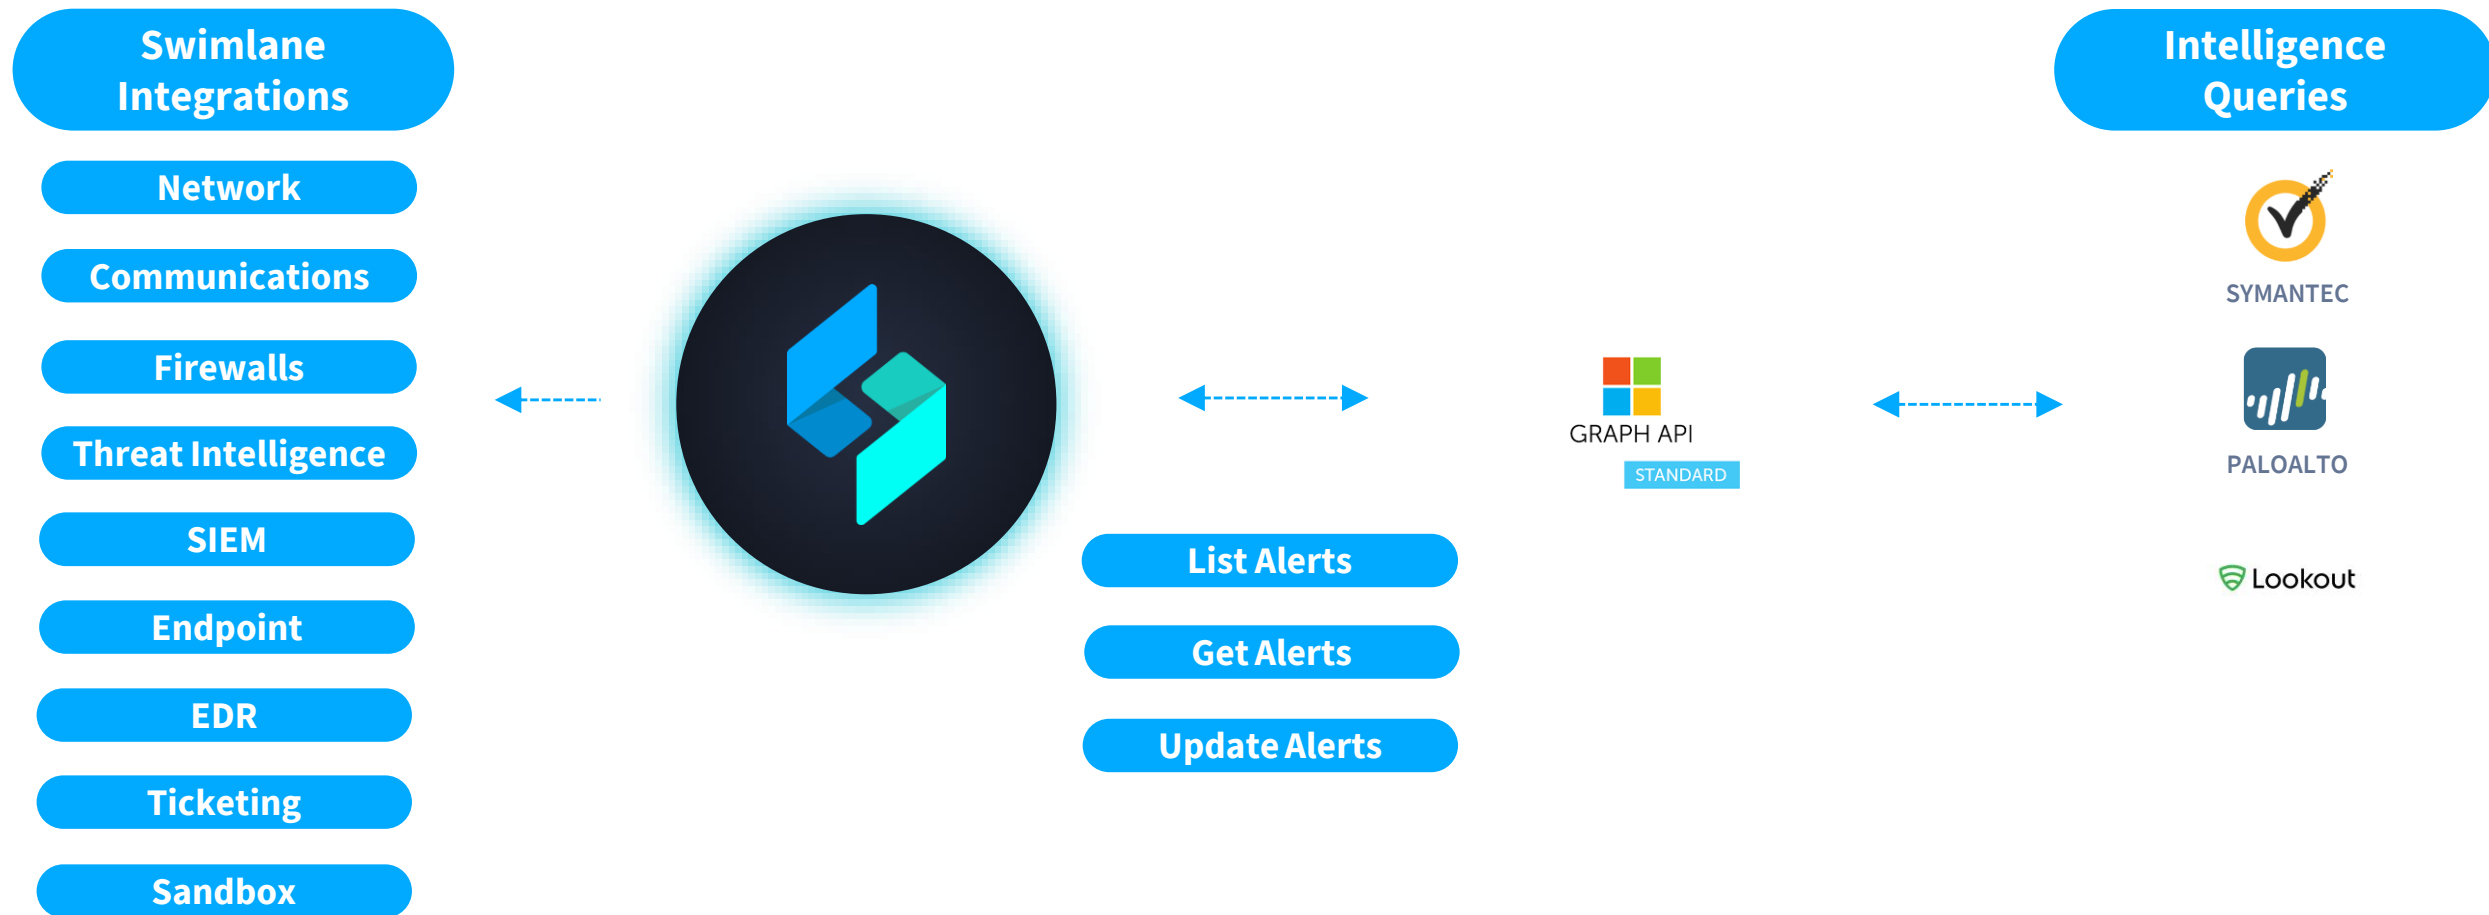 Swimlane
Integrations
Network
Communications
Firewalls
Threat Intelligence
SIEM
Endpoint
EDR
Ticketing
Sandbox
List Alerts
Get Alerts
Update Alerts
GRAPH API
STANDARD
Intelligence
Queries
SYMANTEC
PALOALTO
Lookout